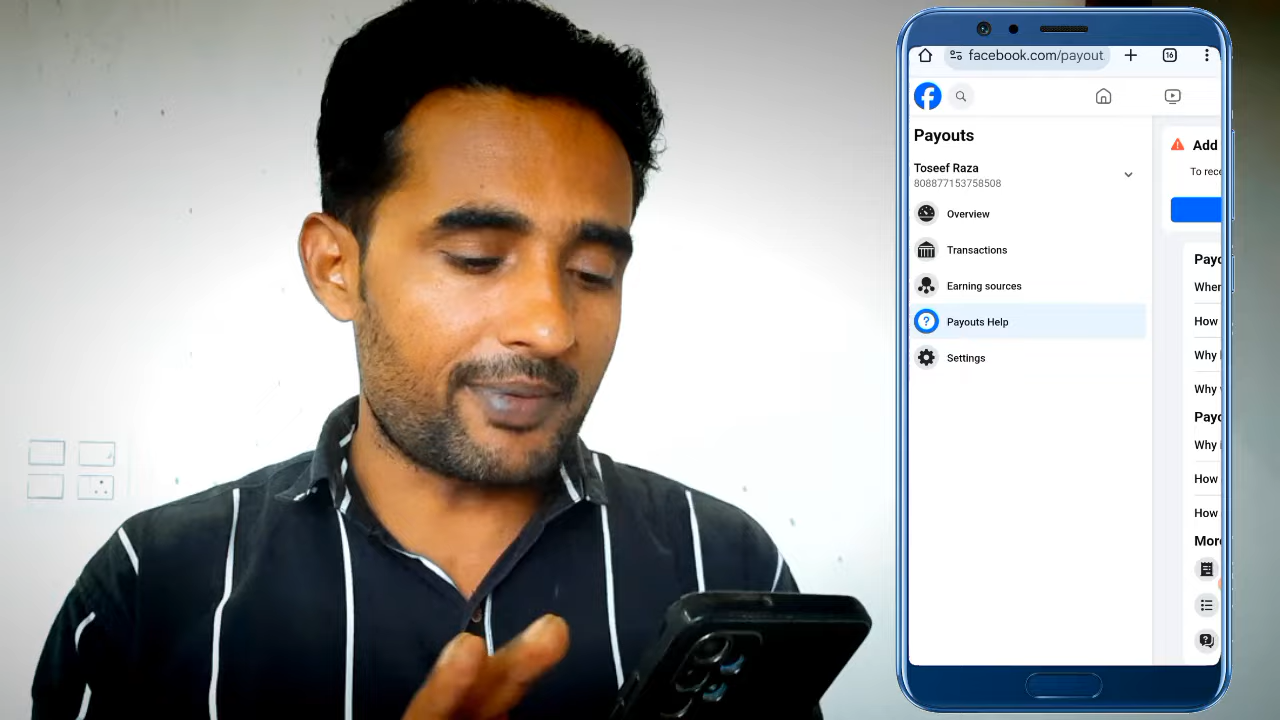 facebook.com/payout
16
Payouts
Toseef Raza
808877153758508
Overview
Transactions
Earning sources
Payouts Help
Settings
Add
To rece
Payo
When
How
Why i
Why
Payo
Why i
How
How
More